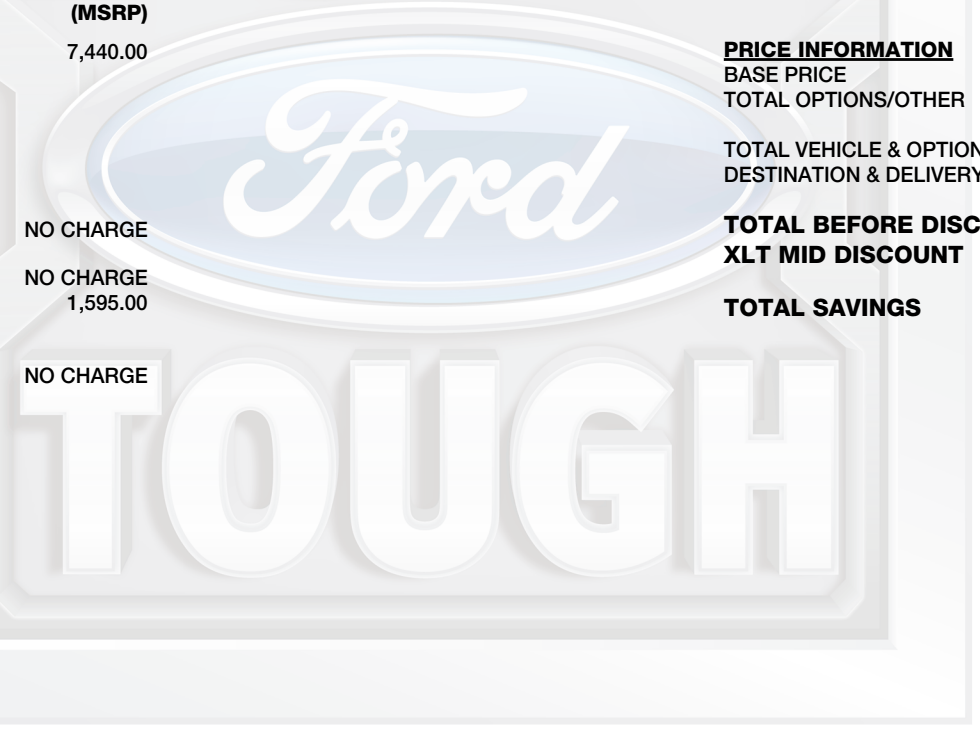 (MSRP)
7,440.00
NO CHARGE
NO CHARGE
1,595.00
NO CHARGE
PRICE INFORMATION
BASE PRICE
TOTAL OPTIONS/OTHER
TOTAL VEHICLE & OPTION
DESTINATION & DELIVERY
TOTAL BEFORE DISC
XLT MID DISCOUNT
TOTAL SAVINGS
Ford
TOUGH